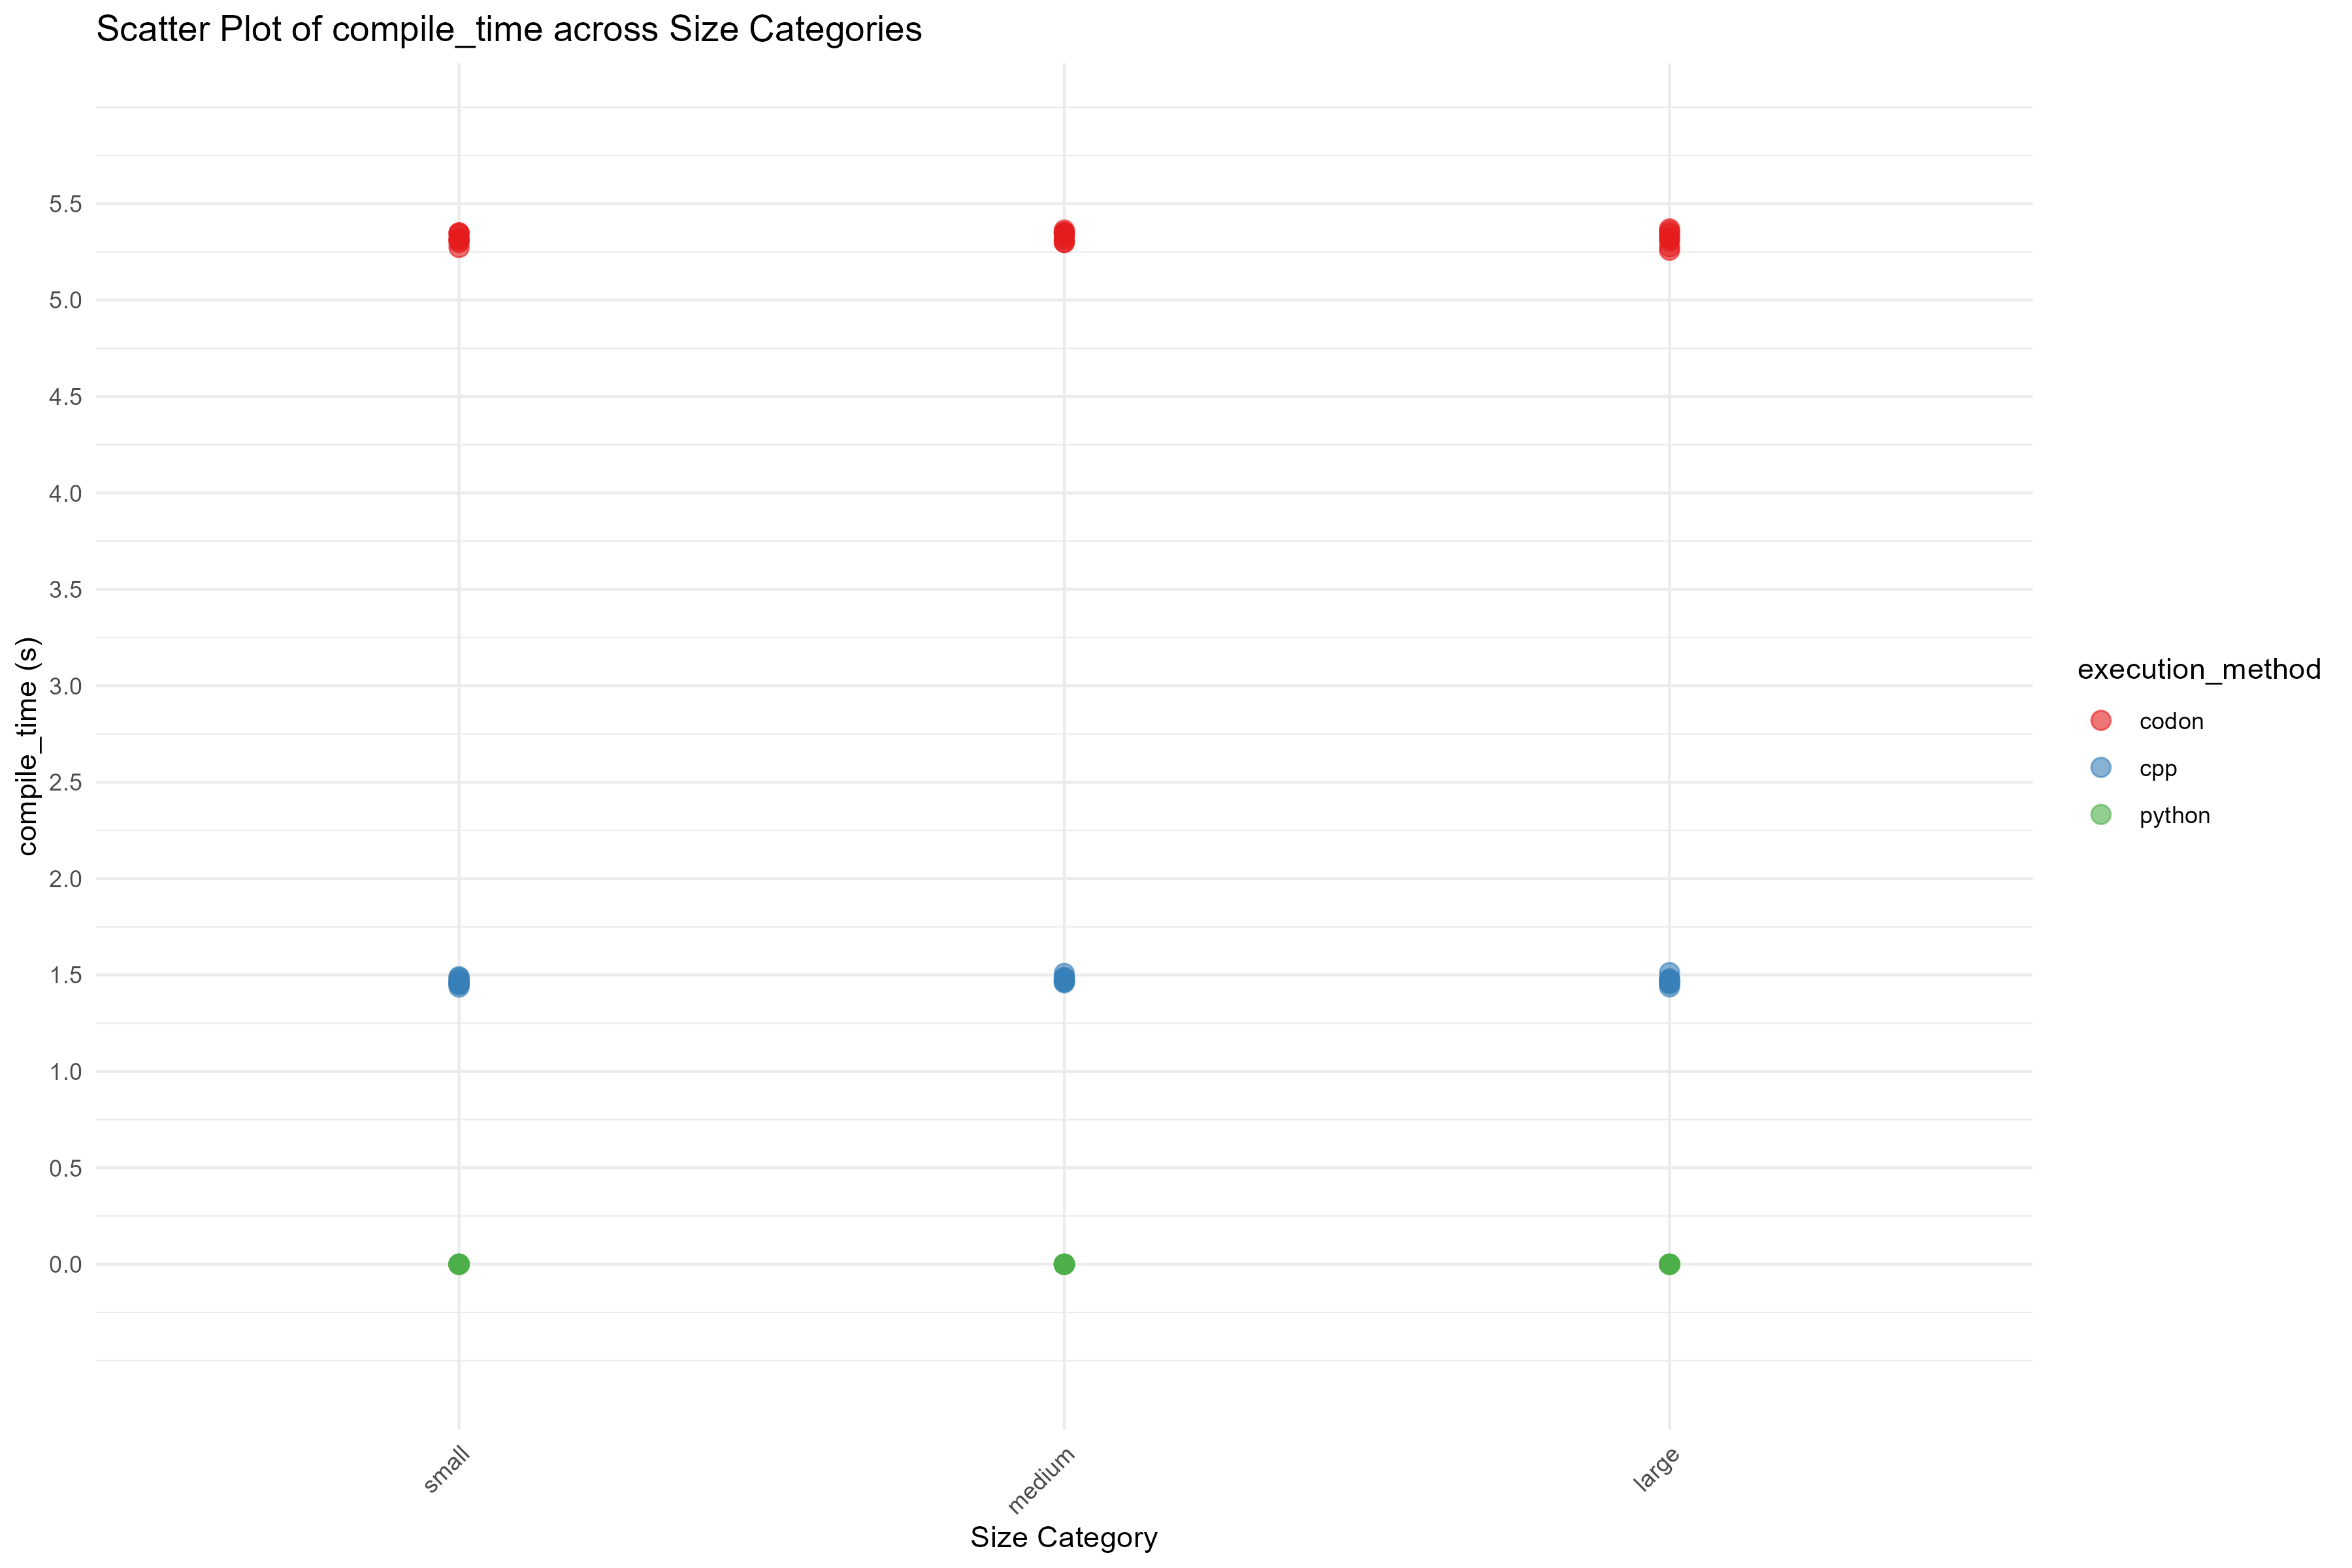 Scatter Plot of compile_time across Size Categories
compile_time (s)
5.5
5.0
4.5
4.0
3.5
3.0
2.5
2.0
1.5
1.0
0.5
0.0
small
medium
large
Size Category
execution_method
codon
cpp
python